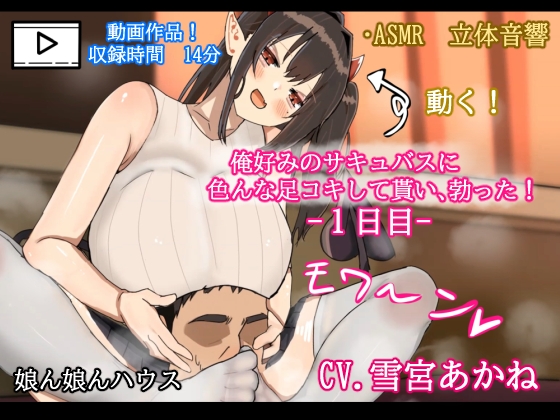 動画作品！
収録時間　14分
・ASMR　立体音響
動く！
俺好みのサキュバスに
色んな足コキして貰い、勃った！
-１日目-
モワ〜ン♥
娘ん娘んハウス
CV.雪宮あかね